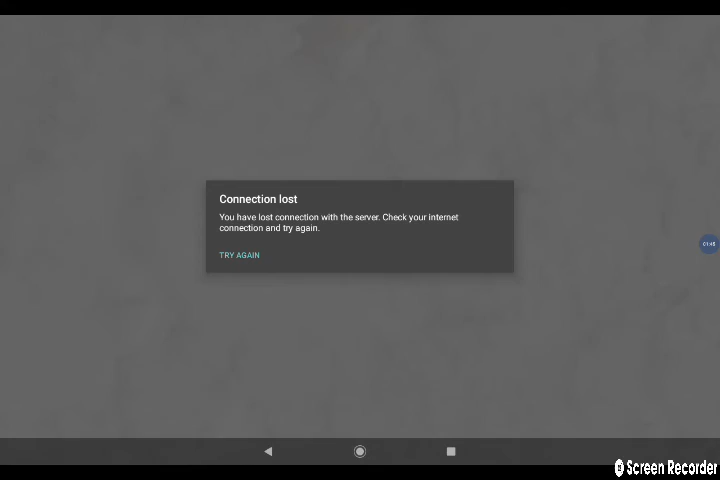 Connection lost
You have lost connection with the server. Check your internet
connection and try again.
TRY AGAIN
Screen Recorder